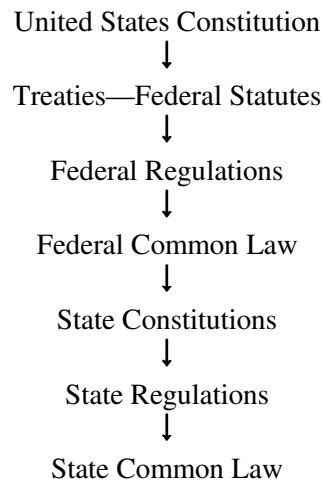 United States Constitution
Treaties—Federal Statutes
Federal Regulations
Federal Common Law
State Constitutions
State Regulations
State Common Law